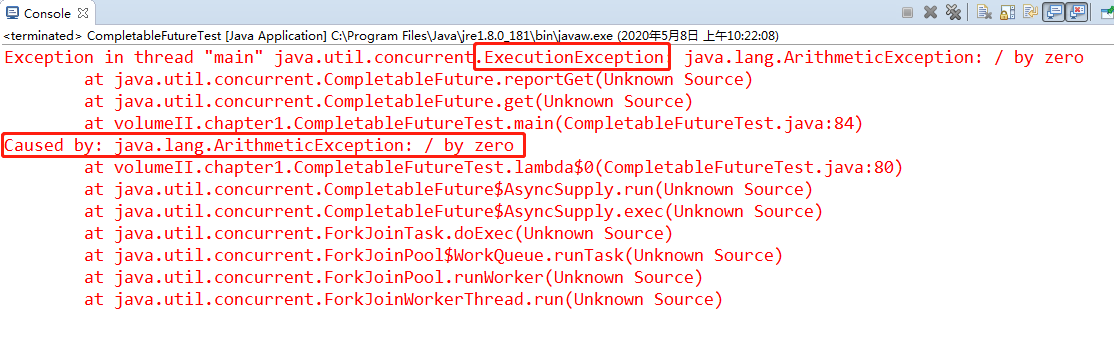 Console
<terminated> CompletableFutureTest [Java Application] C:\Program Files\Java\jre1.8.0_181\bin\javaw.exe (2020年5月8日 上午10:22:08)
Exception in thread "main" java.util.concurrent.ExecutionException java.lang.ArithmeticException: / by zero
at java.util.concurrent.CompletableFuture.reportGet(Unknown Source)
at java.util.concurrent.CompletableFuture.get(Unknown Source)
at volumeII.chapter1.CompletableFutureTest.main(CompletableFutureTest.java:84)
Caused by: java.lang.ArithmeticException: / by zero
at volumeII.chapter1.CompletableFutureTest.lambda$0(CompletableFutureTest.java:80)
at java.util.concurrent.CompletableFuture$AsyncSupply.run(Unknown Source)
at java.util.concurrent.CompletableFuture$AsyncSupply.exec(Unknown Source)
at java.util.concurrent.ForkJoinTask.doExec(Unknown Source)
at java.util.concurrent.ForkJoinPool$WorkQueue.runTask(Unknown Source)
at java.util.concurrent.ForkJoinPool.runWorker(Unknown Source)
at java.util.concurrent.ForkJoinWorkerThread.run(Unknown Source)